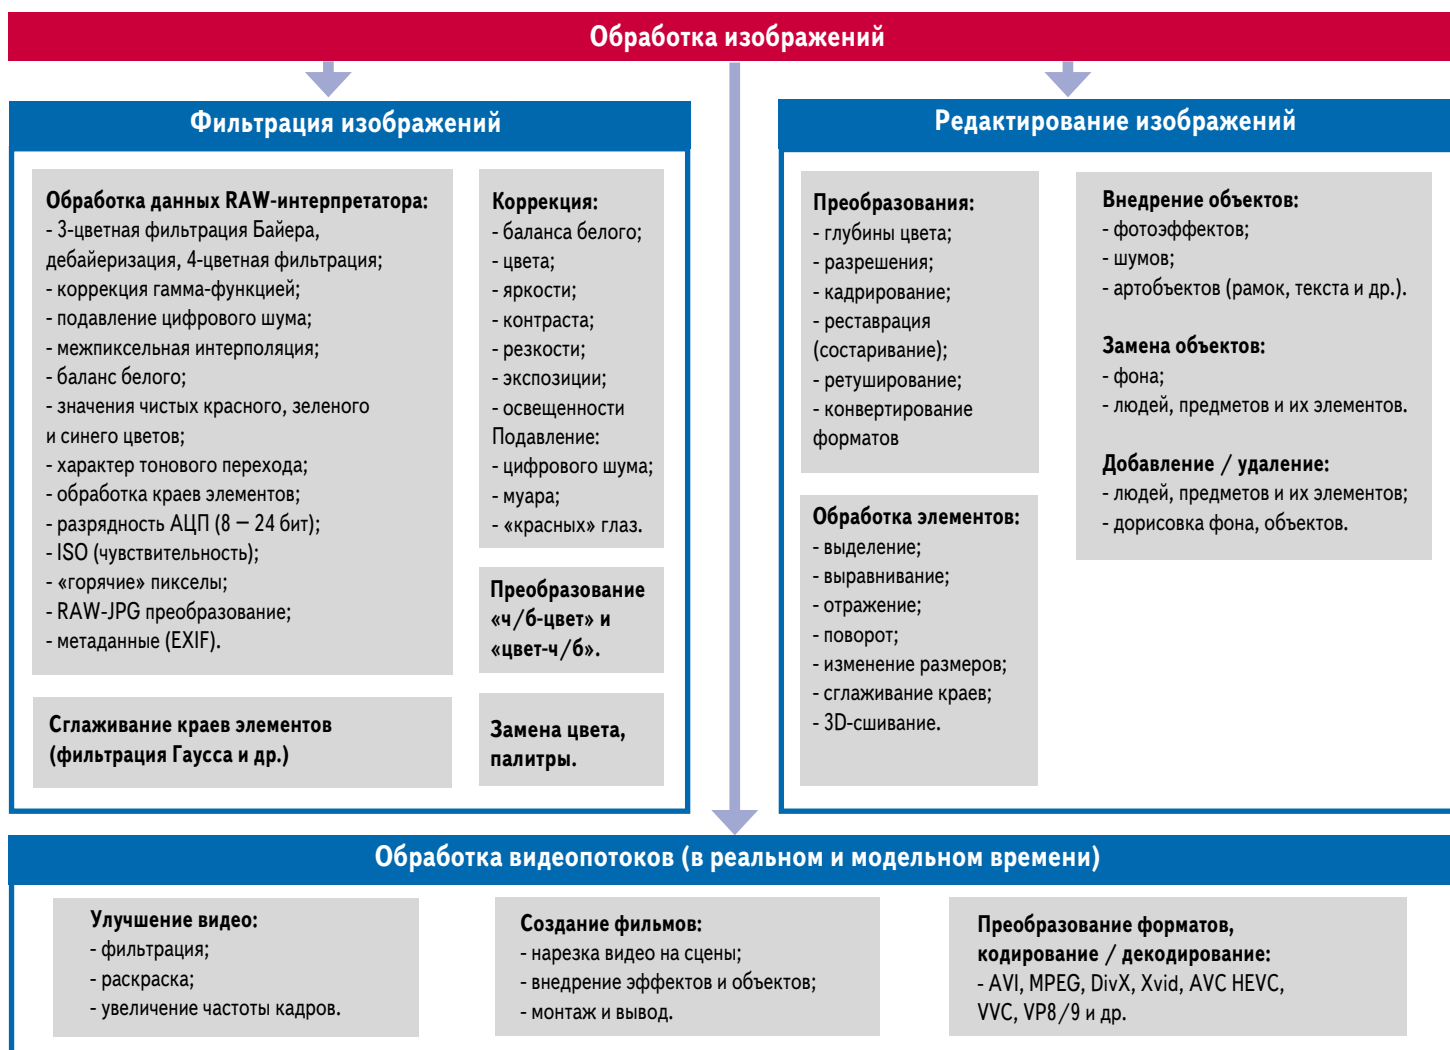 Обработка изображений
Фильтрация изображений
Обработка данных RAW-интерпретатора:
- 3-цветная фильтрация Байера,
дебайеризация, 4-цветная фильтрация;
- коррекция гамма-функцией;
- подавление цифрового шума;
- межпиксельная интерполяция;
- баланс белого;
- значения чистых красного, зеленого
и синего цветов;
- характер тонового перехода;
- обработка краев элементов;
- разрядность АЦП (8 — 24 бит);
- ISO (чувствительность);
- «горячие» пикселы;
- RAW-JPG преобразование;
- метаданные (EXIF).
Сглаживание краев элементов
(фильтрация Гаусса и др.)
Коррекция:
- баланса белого;
- цвета;
- яркости;
- контраста;
- резкости;
- экспозиции;
- освещенности
Подавление:
- цифрового шума;
- муара;
- «красных» глаз.
Преобразование
«ч/б-цвет» и
«цвет-ч/б».
Замена цвета,
палитры.
Редактирование изображений
Преобразования:
- глубины цвета;
- разрешения;
- кадрирование;
- реставрация
(состаривание);
- ретуширование;
- конвертирование
форматов
Обработка элементов:
- выделение;
- выравнивание;
- отражение;
- поворот;
- изменение размеров;
- сглаживание краев;
- 3D-сшивание.
Внедрение объектов:
- фотоэффектов;
- шумов;
- артобъектов (рамок, текста и др.).
Замена объектов:
- фона;
- людей, предметов и их элементов.
Добавление / удаление:
- людей, предметов и их элементов;
- дорисовка фона, объектов.
Обработка видеопотоков (в реальном и модельном времени)
Улучшение видео:
- фильтрация;
- раскраска;
- увеличение частоты кадров.
Создание фильмов:
- нарезка видео на сцены;
- внедрение эффектов и объектов;
- монтаж и вывод.
Преобразование форматов,
кодирование / декодирование:
- AVI, MPEG, DivX, Xvid, AVC HEVC,
VVC, VP8/9 и др.